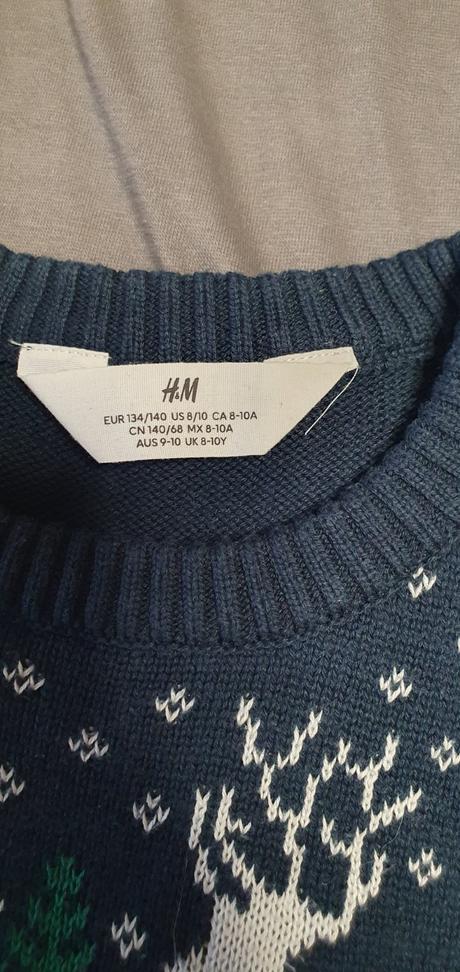 H&M
EUR 134/140 US 8/10 CA 8-10A
CN 140/68 MX 8-10A
AUS 9-10 UK 8-10Y